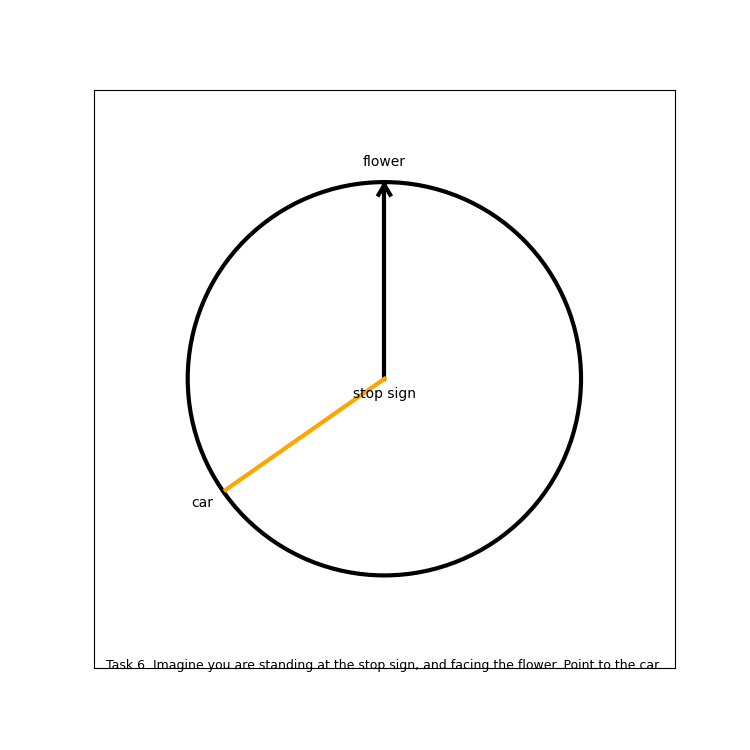 flower
stop sign
car
Task 6. Imagine you are standing at the stop sign, and facing the flower. Point to the car.